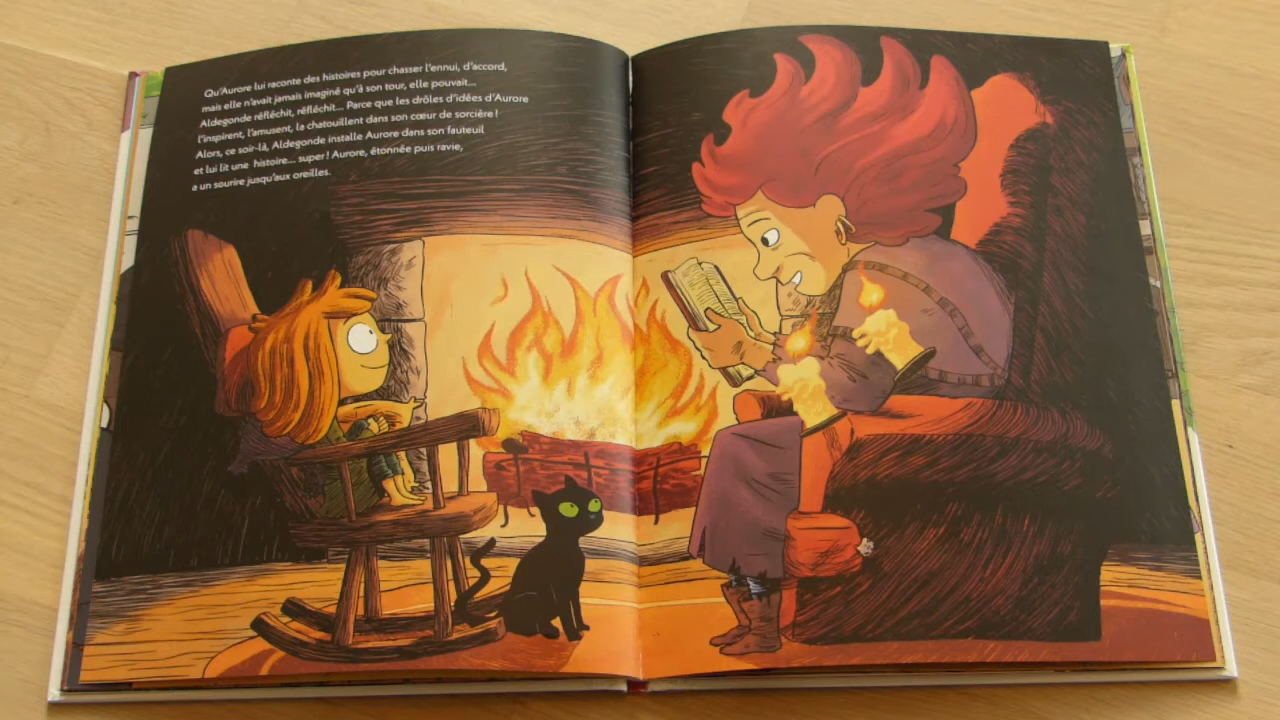 Qu'Aurore lui raconte des histoires pour chasser l'ennui, d'accord,
mais elle n'avait jamais imaginé qu'à son tour, elle pouvait...
Aldegonde réfléchit, réfléchit... Parce que les drôles d'idées d'Aurore
l'inspirent, l'amusent, la chatouillent dans son cœur de sorcière !
Alors, ce soir-là, Aldegonde installe Aurore dans son fauteuil
et lui lit une histoire... super ! Aurore, étonnée puis ravie,
a un sourire jusqu'aux oreilles.